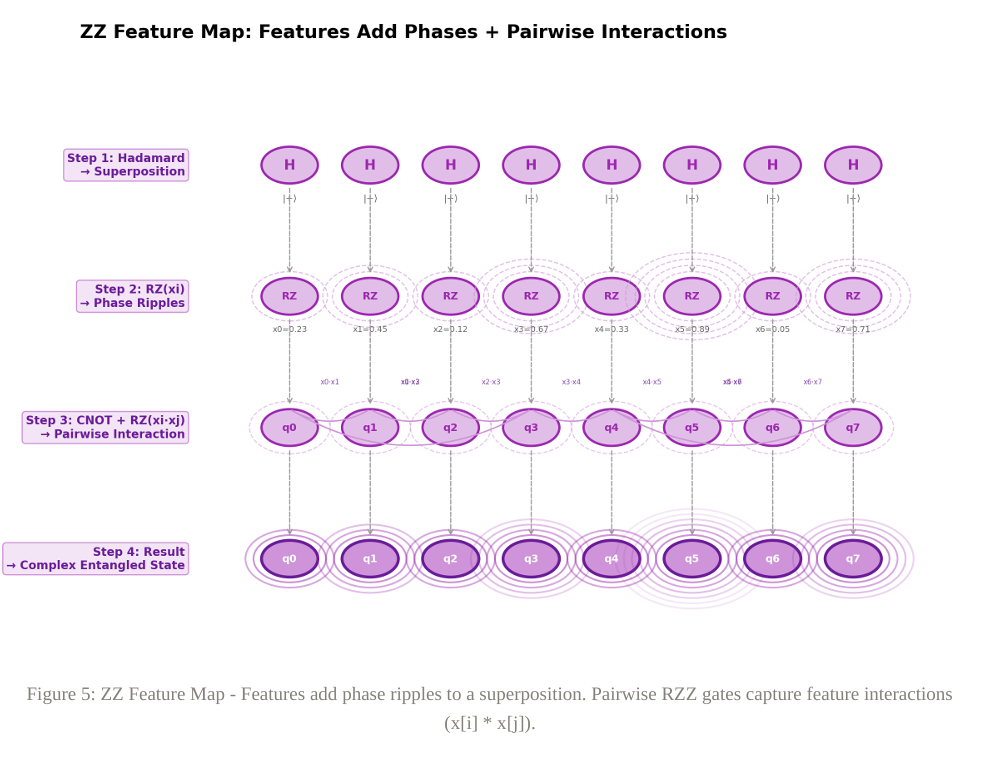 ZZ Feature Map: Features Add Phases + Pairwise Interactions
Step 1: Hadamard
→ Superposition
H H H H H H H H
|+⟩ |+⟩ |+⟩ |+⟩ |+⟩ |+⟩ |+⟩ |+⟩
Step 2: RZ(xi)
→ Phase Ripples
RZ RZ RZ RZ RZ RZ RZ RZ
x0=0.23 x1=0.45 x2=0.12 x3=0.67 x4=0.33 x5=0.89 x6=0.05 x7=0.71
x0·x1 x2·x3 x3·x4 x4·x5 x6·x7
Step 3: CNOT + RZ(xi·xj)
→ Pairwise Interaction
q0 q1 q2 q3 q4 q5 q6 q7
Step 4: Result
→ Complex Entangled State
q0 q1 q2 q3 q4 q5 q6 q7
Figure 5: ZZ Feature Map - Features add phase ripples to a superposition. Pairwise RZZ gates capture feature interactions
(x[i] * x[j]).